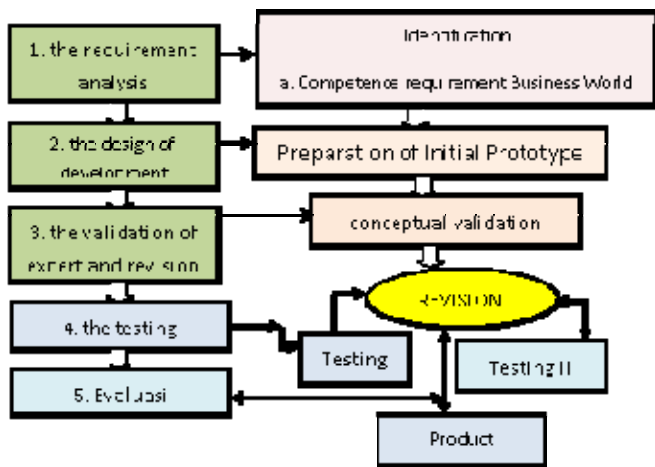 1. the requirement
analysis
Identification
a. Competence requirement Business World
2. the design of
development
Preparation of Initial Prototype
3. the validation of
expert and revision
conceptual validation
REVISION
4. the testing
Testing
Testing II
5. Evaluasi
Product